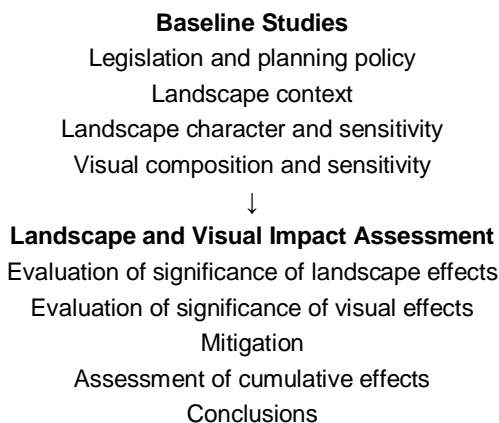 Baseline Studies
Legislation and planning policy
Landscape context
Landscape character and sensitivity
Visual composition and sensitivity
↓
Landscape and Visual Impact Assessment
Evaluation of significance of landscape effects
Evaluation of significance of visual effects
Mitigation
Assessment of cumulative effects
Conclusions